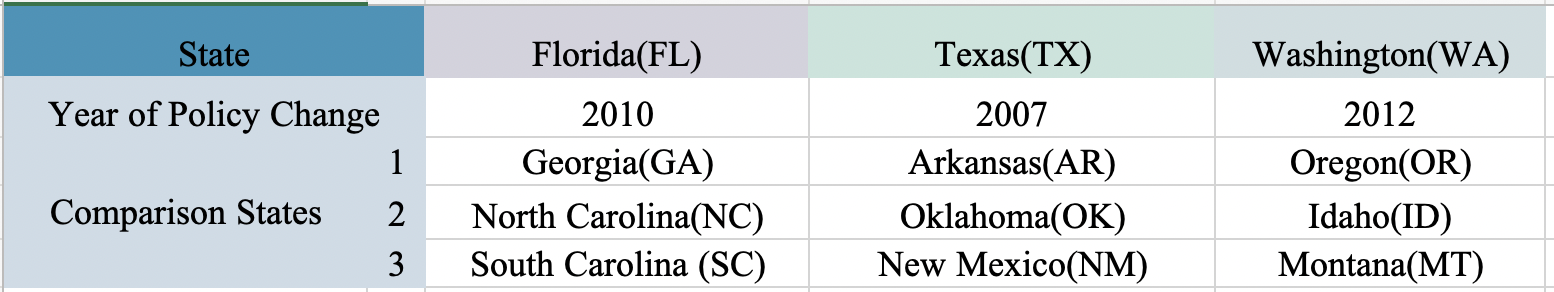 State Florida(FL) Texas(TX) Washington(WA)
Year of Policy Change 2010 2007 2012
1 Georgia(GA) Arkansas(AR) Oregon(OR)
Comparison States 2 North Carolina(NC) Oklahoma(OK) Idaho(ID)
3 South Carolina (SC) New Mexico(NM) Montana(MT)